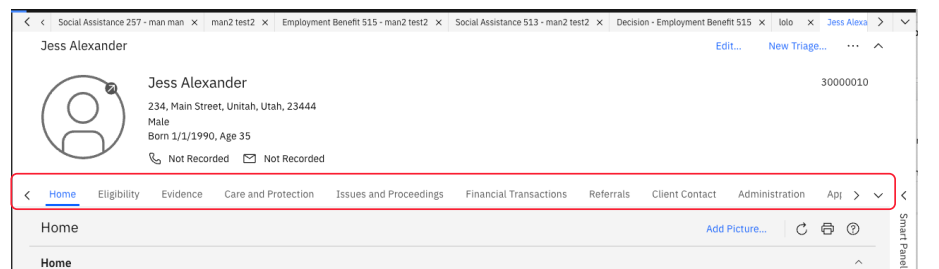 Social Assistance 257 - man man × man2 test2 × Employment Benefit 515 - man2 test2 × Social Assistance 513 - man2 test2 × Decision - Employment Benefit 515 × lolo × Jess Alexa
Jess Alexander Edit... New Triage... ...
Jess Alexander 30000010
234, Main Street, Unitah, Utah, 23444
Male
Born 1/1/1990, Age 35
Not Recorded Not Recorded
Home Eligibility Evidence Care and Protection Issues and Proceedings Financial Transactions Referrals Client Contact Administration App
Home Add Picture...
Smart Panel
Home